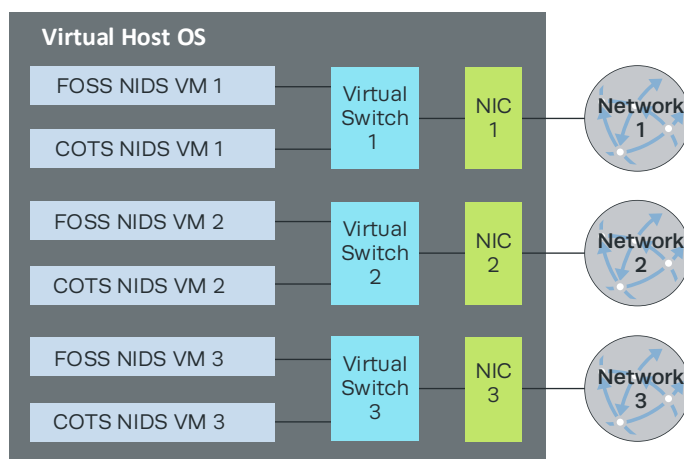 Virtual Host OS
FOSS NIDS VM 1
COTS NIDS VM 1
Virtual
Switch
1
NIC
1
Network
1
FOSS NIDS VM 2
COTS NIDS VM 2
Virtual
Switch
2
NIC
2
Network
2
FOSS NIDS VM 3
COTS NIDS VM 3
Virtual
Switch
3
NIC
3
Network
3